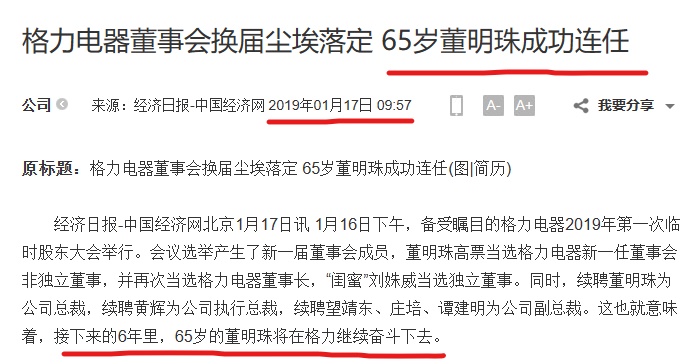 格力电器董事会换届尘埃落定 65岁董明珠成功连任
公司 来源：经济日报-中国经济网 2019年01月17日 09:57 A- A+ 我要分享
原标题：格力电器董事会换届尘埃落定 65岁董明珠成功连任(图|简历)
经济日报-中国经济网北京1月17日讯 1月16日下午，备受瞩目的格力电器2019年第一次临
时股东大会举行。会议选举产生了新一届董事会成员，董明珠高票当选格力电器新一任董事会
非独立董事，并再次当选格力电器董事长，“闺蜜”刘姝威当选独立董事。同时，续聘董明珠为
公司总裁，续聘黄辉为公司执行总裁，续聘望靖东、庄培、谭建明为公司副总裁。这也就意味
着，接下来的6年里，65岁的董明珠将在格力继续奋斗下去。